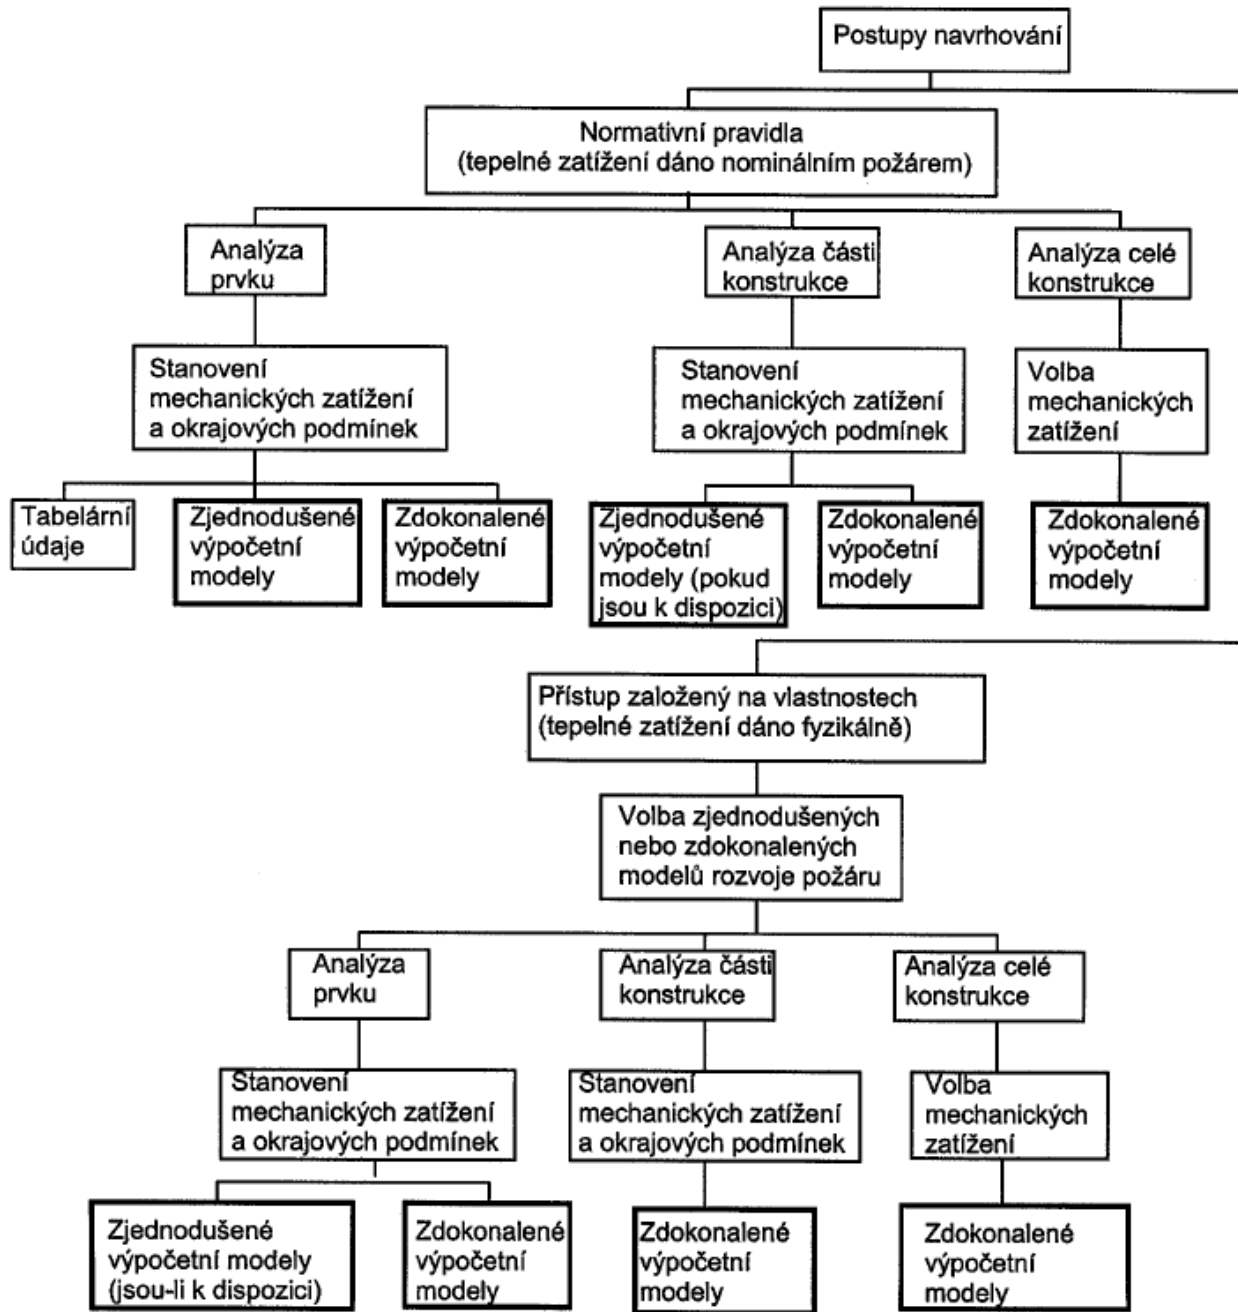 Postupy navrhování
Normativní pravidla
(tepelné zatížení dáno nominálním požárem)
Analýza
prvku
Analýza části
konstrukce
Analýza celé
konstrukce
Stanovení
mechanických zatížení
a okrajových podmínek
Stanovení
mechanických zatížení
a okrajových podmínek
Volba
mechanických
zatížení
Tabelární
údaje
Zjednodušené
výpočetní
modely
Zdokonalené
výpočetní
modely
Zjednodušené
výpočetní
modely (pokud
jsou k dispozici)
Zdokonalené
výpočetní
modely
Zdokonalené
výpočetní
modely
Přístup založený na vlastnostech
(tepelné zatížení dáno fyzikálně)
Volba zjednodušených
nebo zdokonalených
modelů rozvoje požáru
Analýza
prvku
Analýza části
konstrukce
Analýza celé
konstrukce
Stanovení
mechanických zatížení
a okrajových podmínek
Stanovení
mechanických zatížení
a okrajových podmínek
Volba
mechanických
zatížení
Zjednodušené
výpočetní modely
(jsou-li k dispozici)
Zdokonalené
výpočetní
modely
Zdokonalené
výpočetní
modely
Zdokonalené
výpočetní
modely